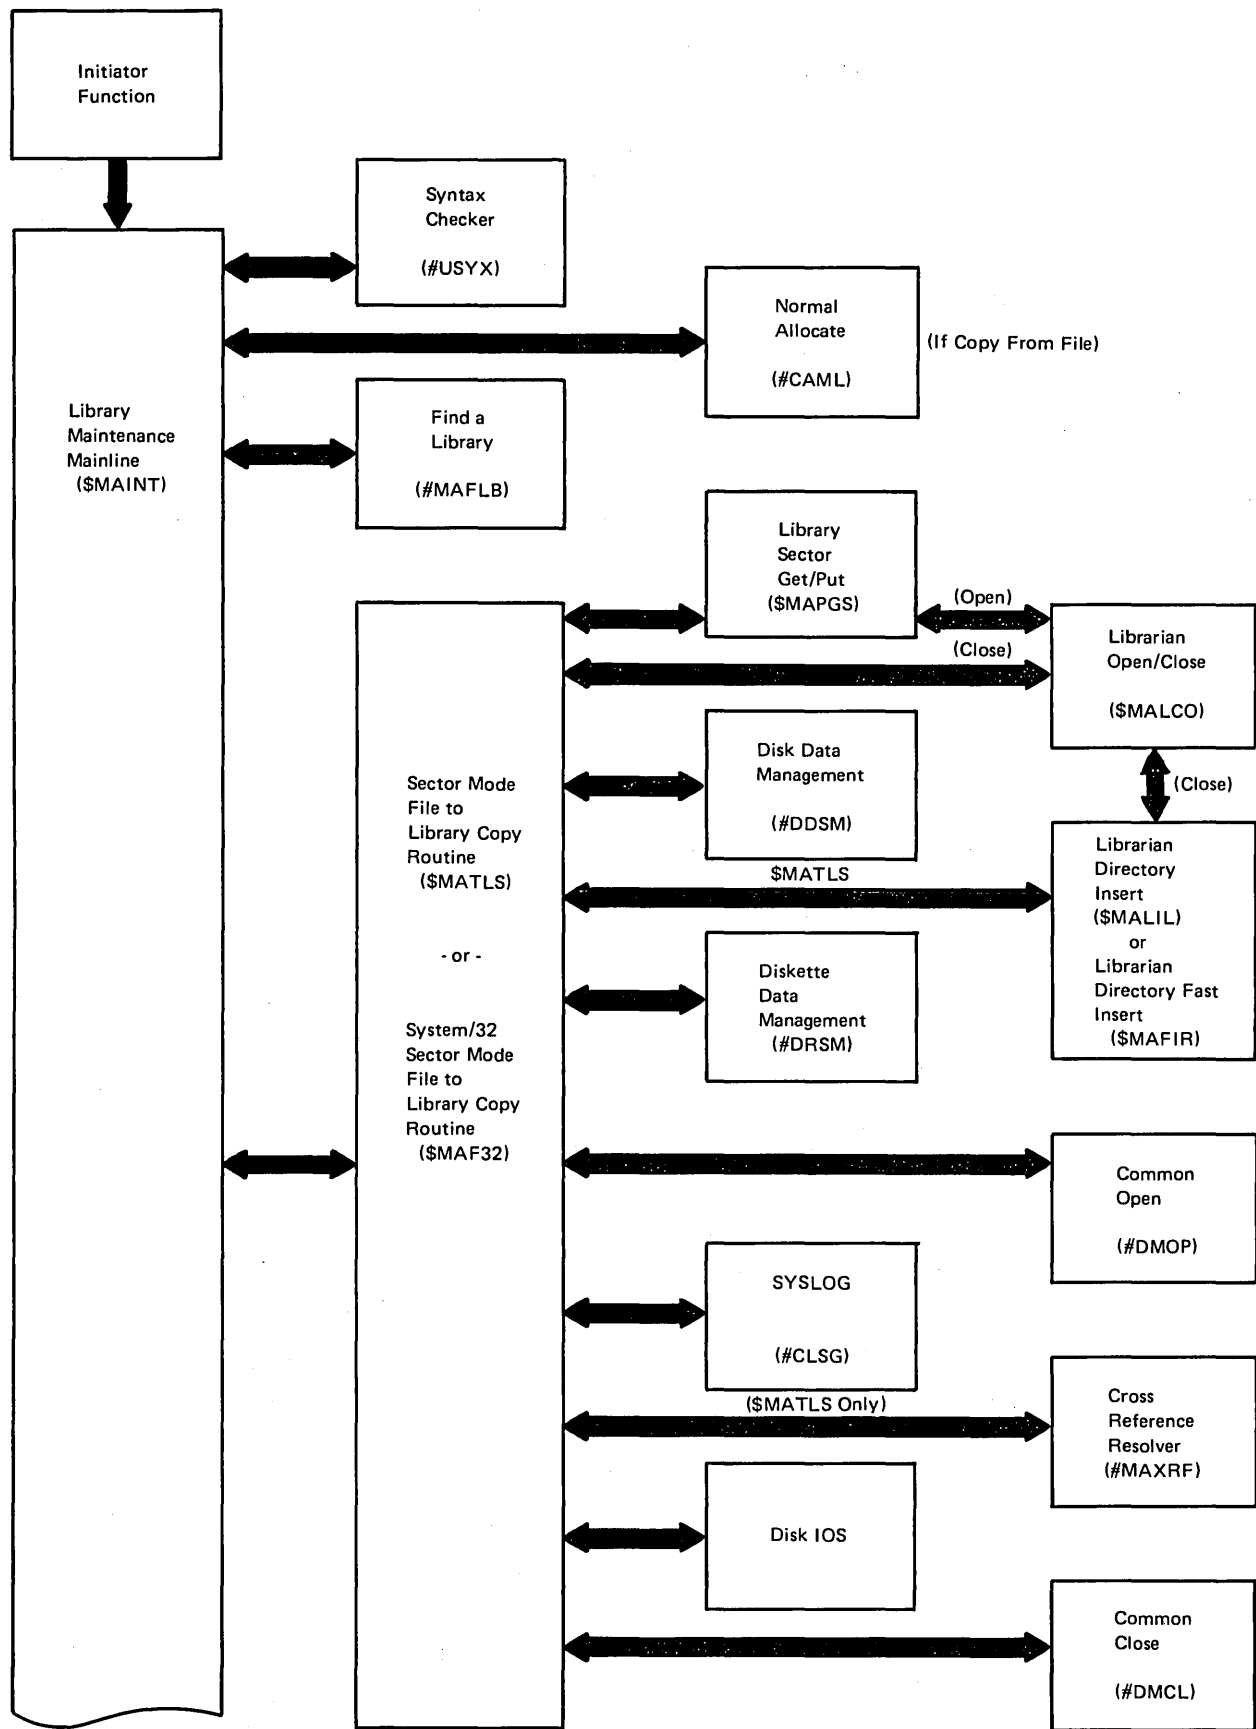 Initiator
Function
Syntax
Checker
(#USYX)
Normal
Allocate
(#CAML)
(If Copy From File)
Library
Maintenance
Mainline
($MAINT)
Find a
Library
(#MAFLB)
Library
Sector
Get/Put
($MAPGS)
(Open)
(Close)
Librarian
Open/Close
($MALCO)
(Close)
Disk Data
Management
(#DDSM)
$MATLS
Sector Mode
File to
Library Copy
Routine
($MATLS)
- or -
System/32
Sector Mode
File to
Library Copy
Routine
($MAF32)
Librarian
Directory
Insert
($MALIL)
or
Librarian
Directory Fast
Insert
($MAFIR)
Diskette
Data
Management
(#DRSM)
Common
Open
(#DMOP)
SYSLOG
(#CLSG)
($MATLS Only)
Cross
Reference
Resolver
(#MAXRF)
Disk IOS
Common
Close
(#DMCL)